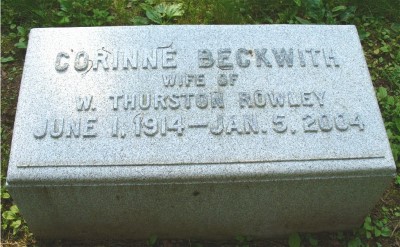 CORINNE BECKWITH
WIFE OF
W. THURSTON ROWLEY
JUNE 1, 1914—JAN. 5, 2004